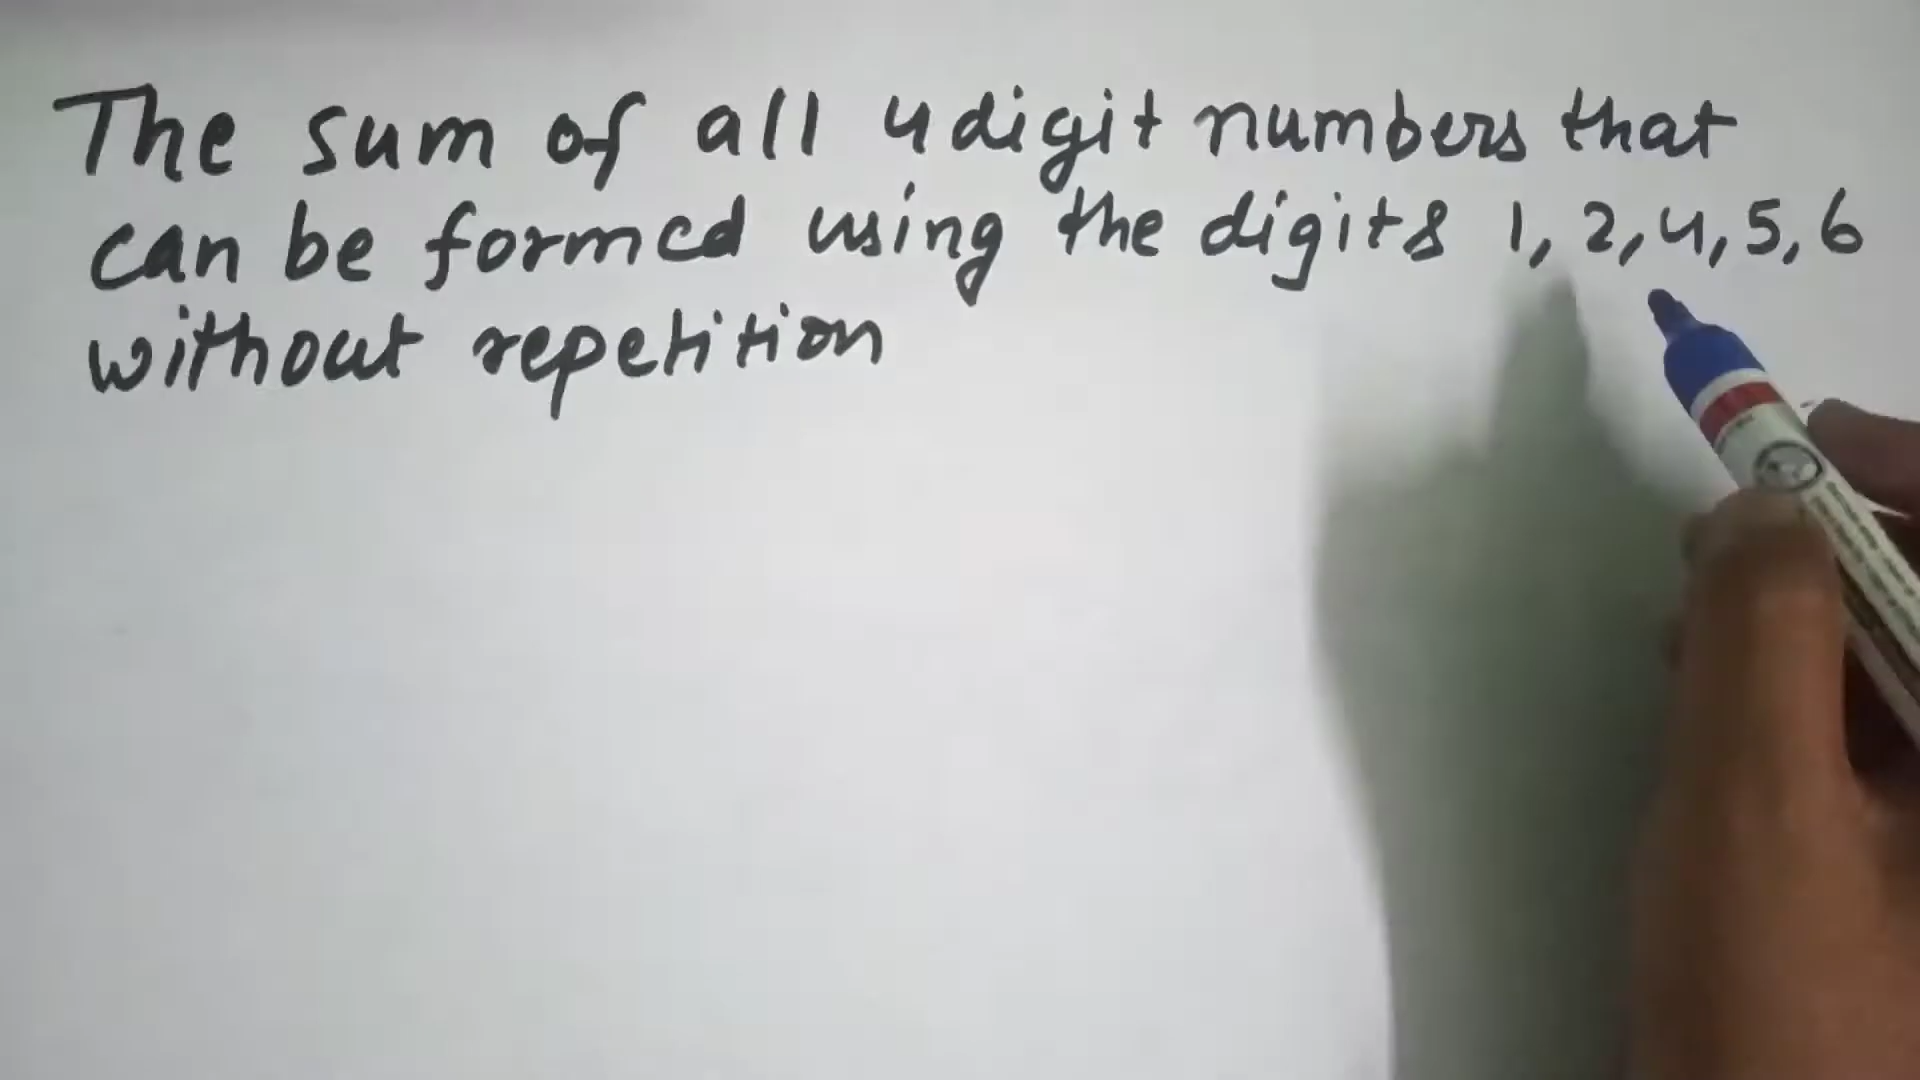 The sum of all 4 digit numbers that
can be formed using the digits 1, 2, 4, 5, 6
without repetition